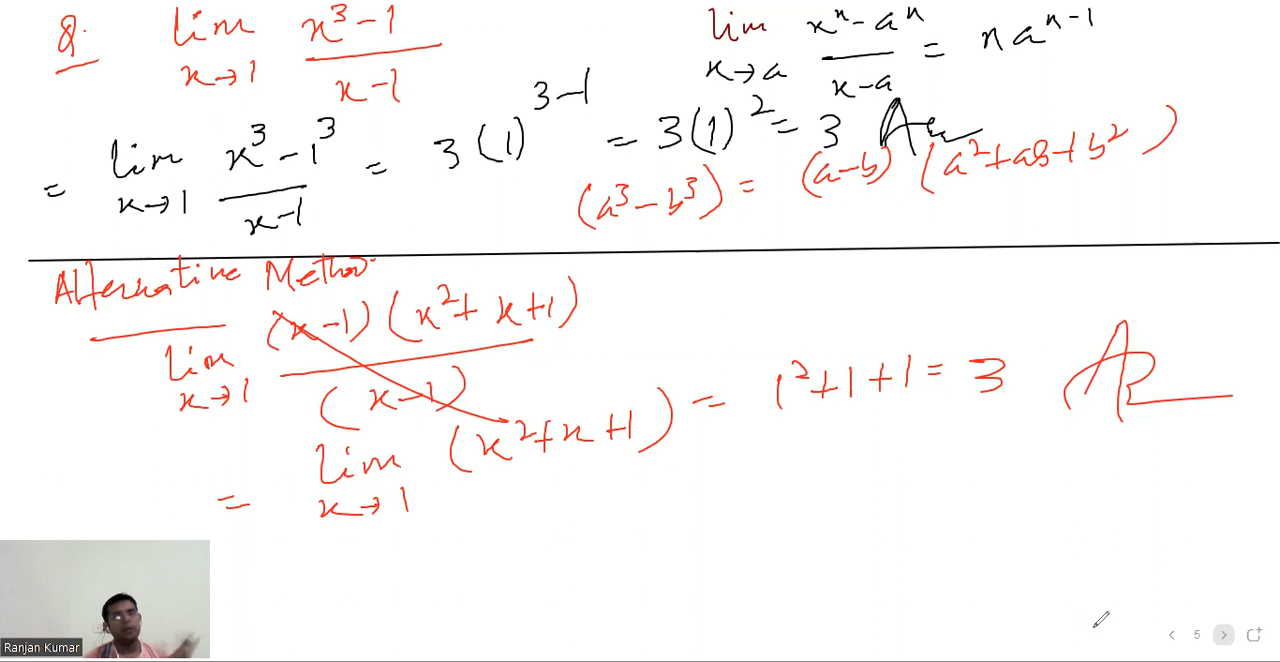 Q. lim x→1 x³-1 / x-1
lim x→a xⁿ-aⁿ / x-a = n aⁿ⁻¹
= lim x→1 x³-1³ / x-1 = 3(1)³⁻¹ = 3(1)² = 3 Ans
(a³-b³) = (a-b)(a²+ab+b²)
Alternative Method.
lim x→1 (x-1)(x²+x+1) / (x-1)
= lim x→1 (x²+x+1) = 1²+1+1 = 3
Ranjan Kumar
5